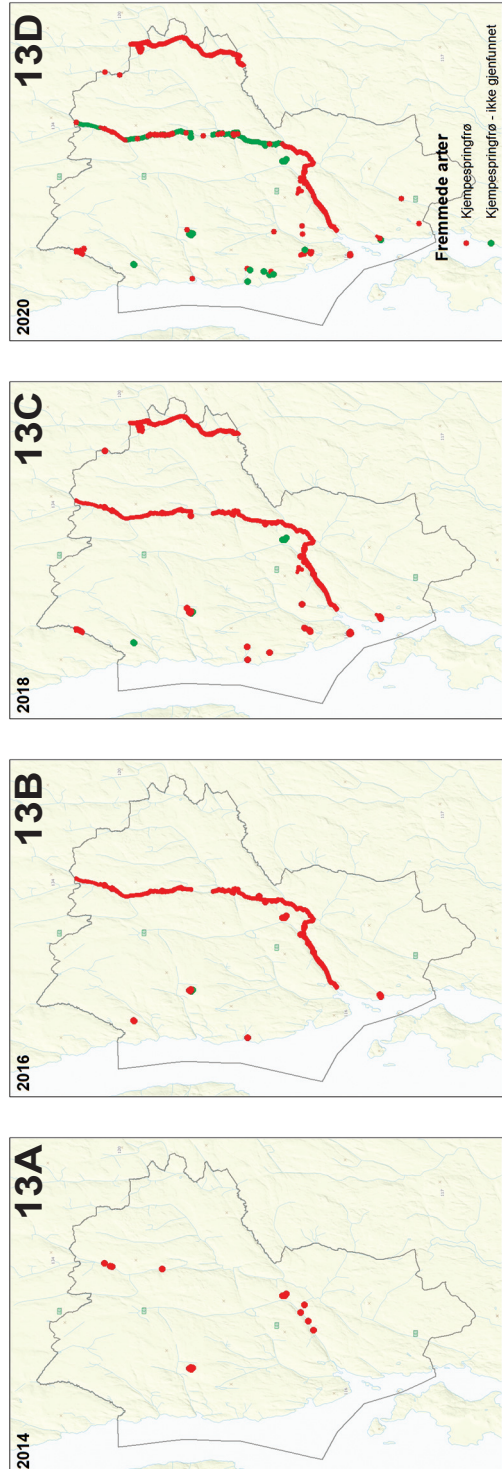 2014
13A
2016
13B
2018
13C
2020
13D
Fremmede arter
Kjempespringfrø
Kjempespringfrø - ikke gjenfunnet